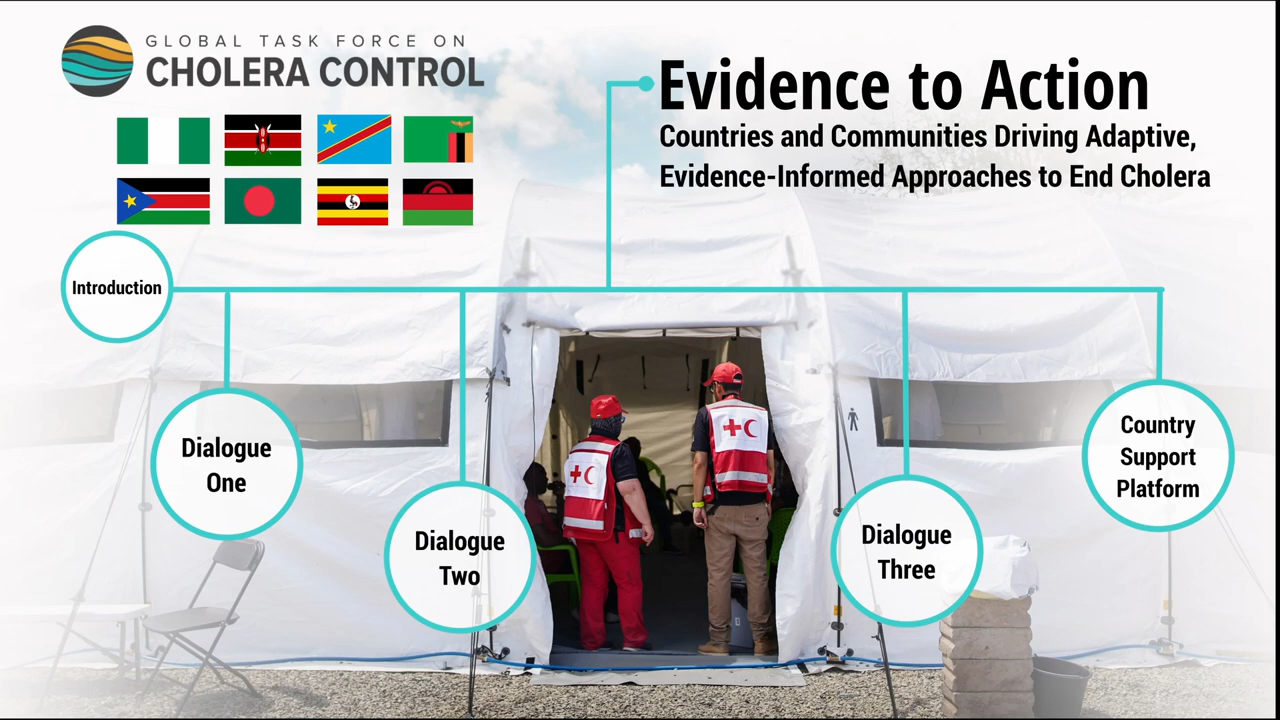 GLOBAL TASK FORCE ON
CHOLERA CONTROL
Evidence to Action
Countries and Communities Driving Adaptive,
Evidence-Informed Approaches to End Cholera
Introduction
Dialogue
One
Dialogue
Two
Dialogue
Three
Country
Support
Platform